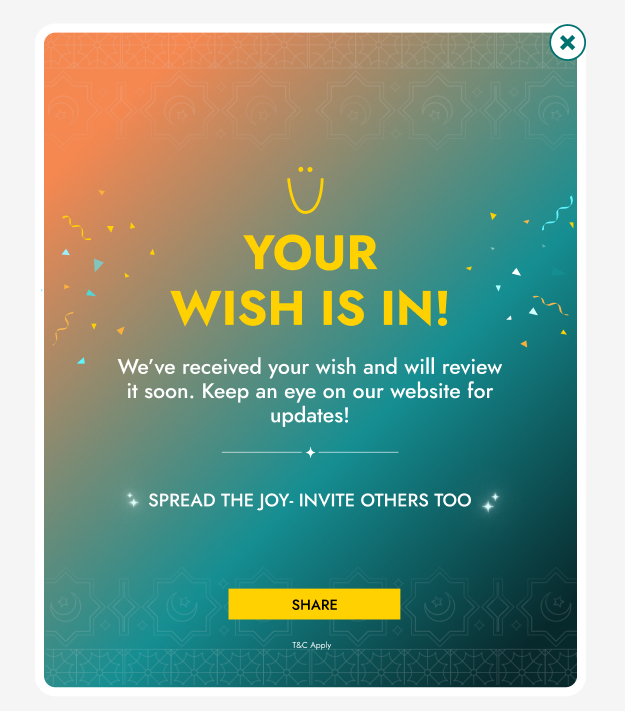 YOUR
WISH IS IN!
We've received your wish and will review
it soon. Keep an eye on our website for
updates!
SPREAD THE JOY- INVITE OTHERS TOO
SHARE
T&C Apply